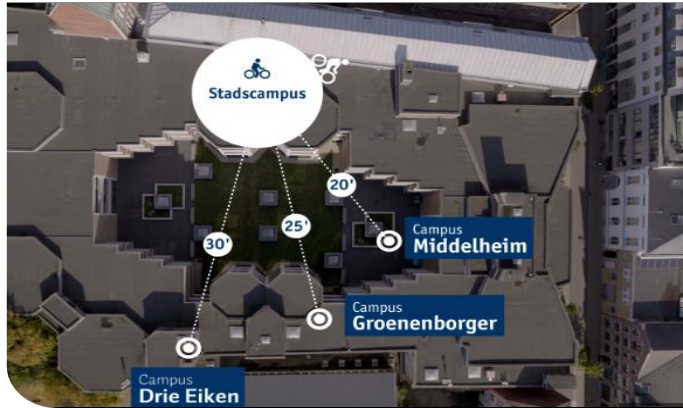 Stadscampus
20'
25'
30'
Campus
Middelheim
Campus
Groenenborger
Campus
Drie Eiken